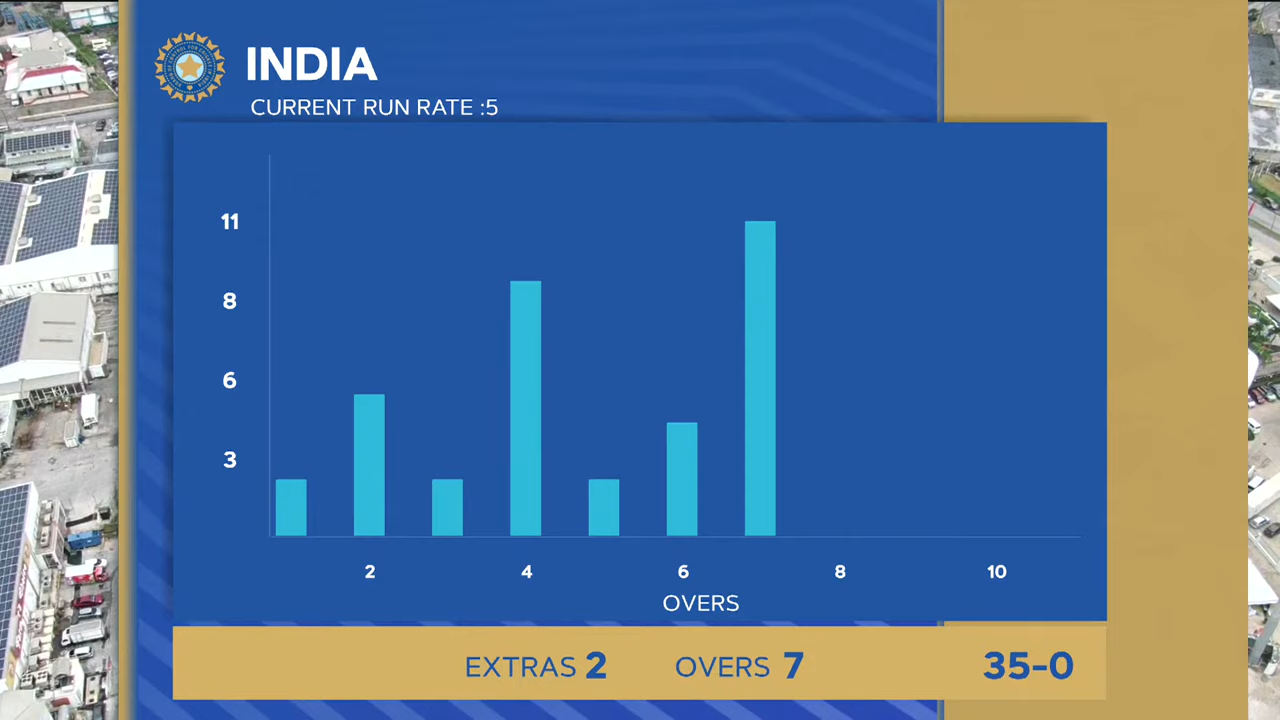 INDIA
CURRENT RUN RATE :5
11
8
6
3
2 4 6 8 10
OVERS
EXTRAS 2 OVERS 7 35-0